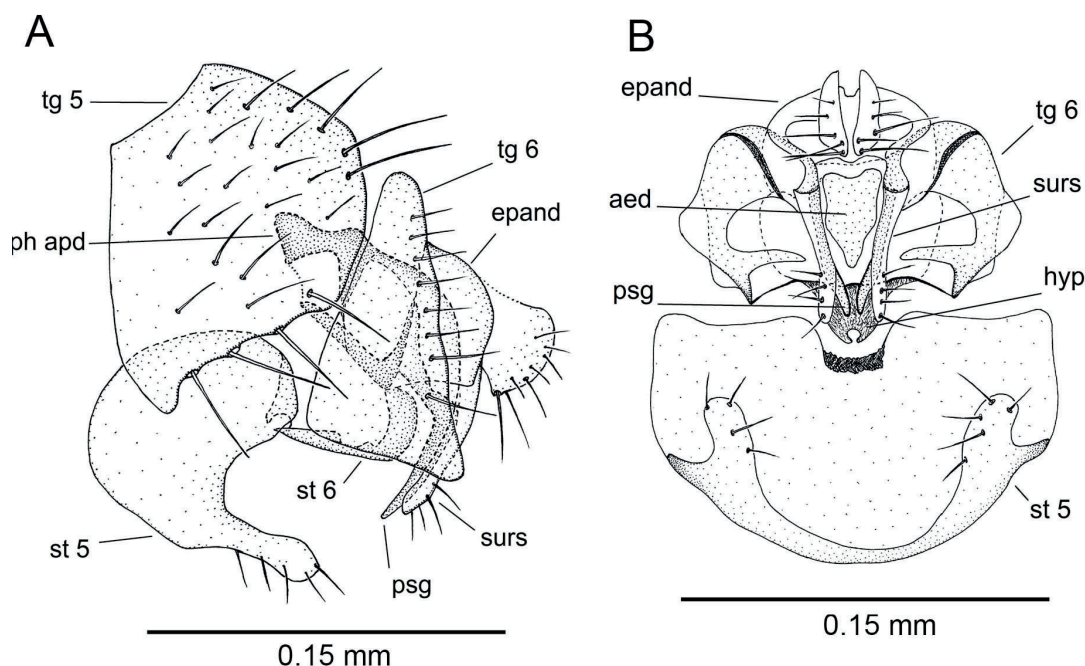 A
tg 5
tg 6
epand
ph apd
st 6
surs
st 5
psg
0.15 mm
B
epand
tg 6
aed
surs
psg
hyp
st 5
0.15 mm